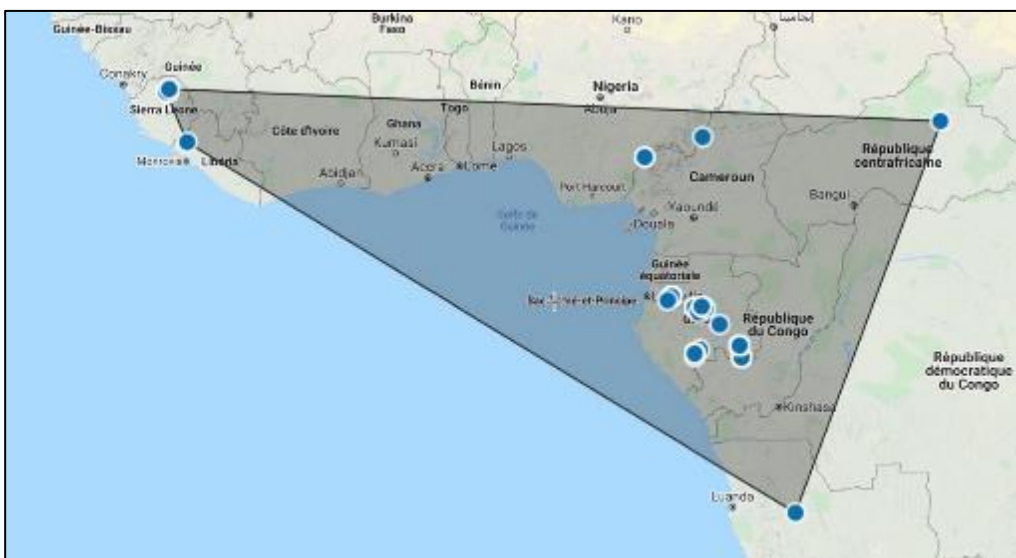 Burkina
Faso
Kano
Guinée-Bissau
Guinée
Conakry
Bénin
Nigeria
Abuja
Sierra Leone
Togo
Côte d'Ivoire
Ghana
Kumasi
Lagos
République
centrafricaine
Monrovia
Libéria
Accra
Lomé
Abidjan
Cameroun
Port Harcourt
Bangui
Yaoundé
Golfe de
Guinée
Douala
Guinée
équatoriale
Sao Tomé-et-Principe
République
du Congo
République
démocratique
du Congo
Kinshasa
Luanda